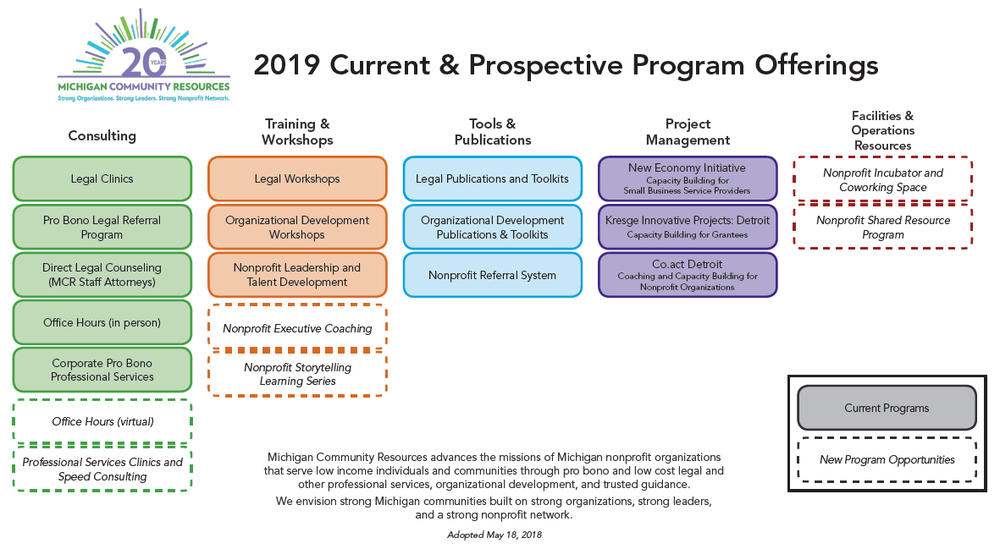 20
YEARS
MICHIGAN COMMUNITY RESOURCES
Strong Organizations. Strong Leaders. Strong Nonprofit Network.
2019 Current & Prospective Program Offerings
Consulting
Legal Clinics
Pro Bono Legal Referral
Program
Direct Legal Counseling
(MCR Staff Attorneys)
Office Hours (in person)
Corporate Pro Bono
Professional Services
Office Hours (virtual)
Professional Services Clinics and
Speed Consulting
Training &
Workshops
Legal Workshops
Organizational Development
Workshops
Nonprofit Leadership and
Talent Development
Nonprofit Executive Coaching
Nonprofit Storytelling
Learning Series
Tools &
Publications
Legal Publications and Toolkits
Organizational Development
Publications & Toolkits
Nonprofit Referral System
Project
Management
New Economy Initiative
Capacity Building for
Small Business Service Providers
Kresge Innovative Projects: Detroit
Capacity Building for Grantees
Co.act Detroit
Coaching and Capacity Building for
Nonprofit Organizations
Facilities &
Operations
Resources
Nonprofit Incubator and
Coworking Space
Nonprofit Shared Resource
Program
Current Programs
New Program Opportunities
Michigan Community Resources advances the missions of Michigan nonprofit organizations
that serve low income individuals and communities through pro bono and low cost legal and
other professional services, organizational development, and trusted guidance.
We envision strong Michigan communities built on strong organizations, strong leaders,
and a strong nonprofit network.
Adopted May 18, 2018